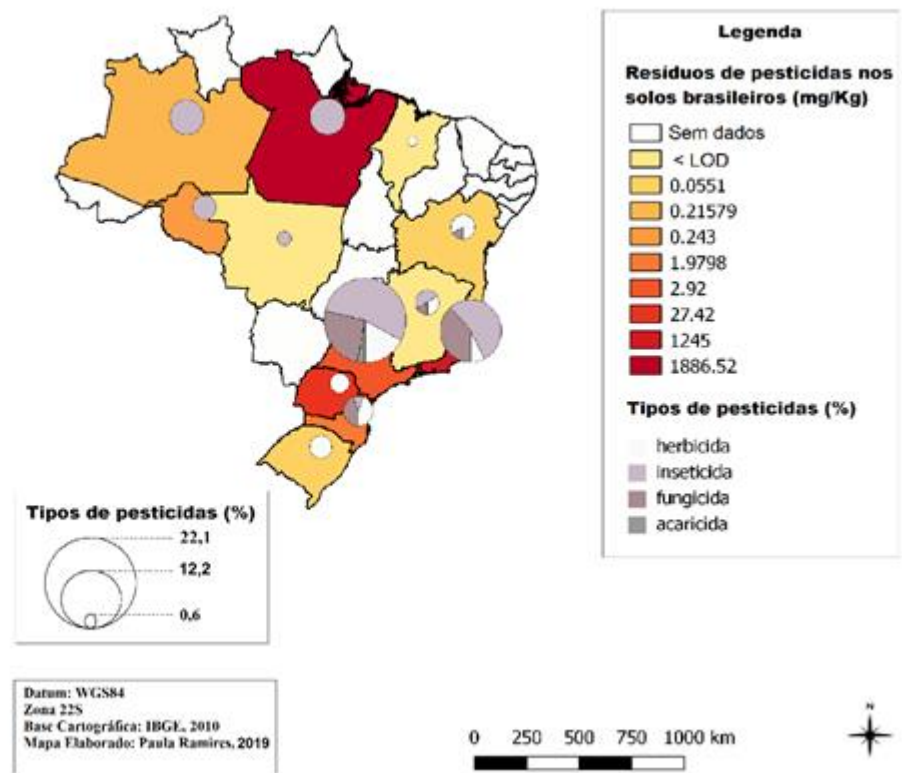 Legenda
Resíduos de pesticidas nos
solos brasileiros (mg/Kg)
Sem dados
< LOD
0.0551
0.21579
0.243
1.9798
2.92
27.42
1245
1886.52
Tipos de pesticidas (%)
herbicida
inseticida
fungicida
acaricida
Tipos de pesticidas (%)
22,1
12,2
0,6
Datum: WGS84
Zona 22S
Base Cartográfica: IBGE, 2010
Mapa Elaborado: Paula Ramires, 2019
0 250 500 750 1000 km
N